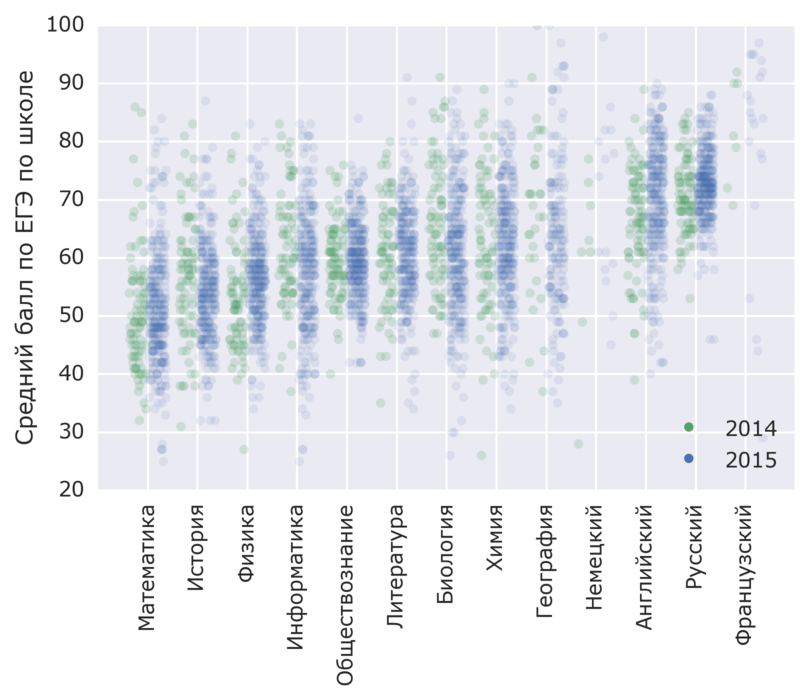 Средний балл по ЕГЭ по школе
100
90
80
70
60
50
40
30
20
2014
2015
Математика
История
Физика
Информатика
Обществознание
Литература
Биология
Химия
География
Немецкий
Английский
Русский
Французский